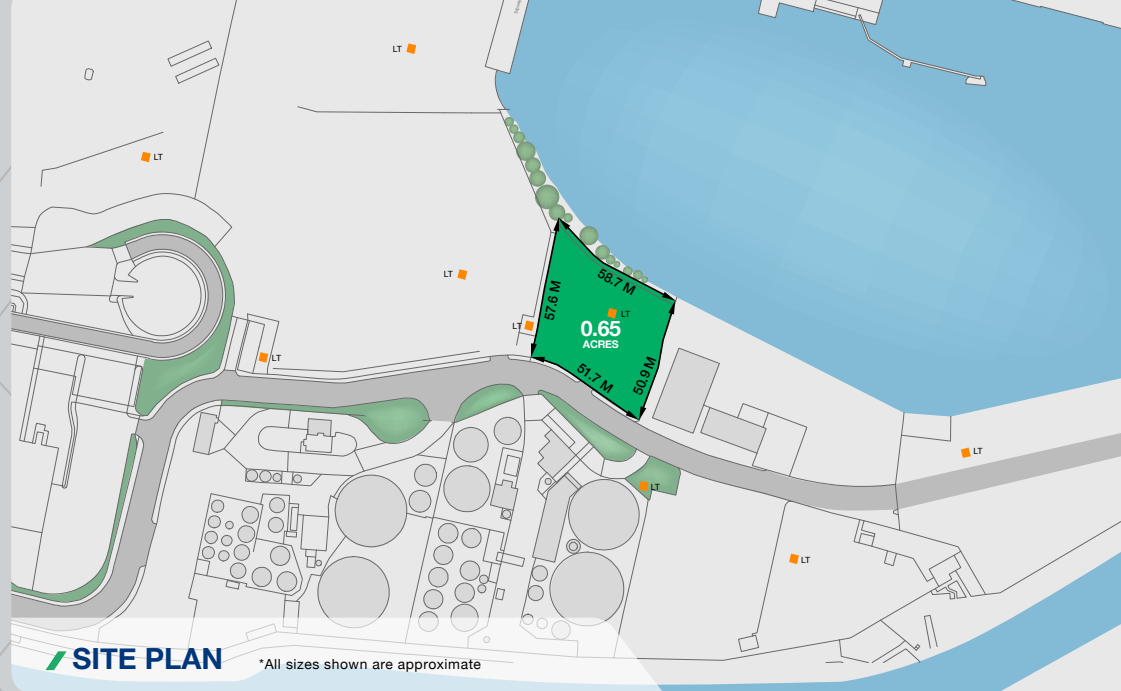 LT
LT
LT
58.7 M
57.6 M
LT
LT
0.65
ACRES
LT
51.7 M
50.9 M
LT
LT
LT
SITE PLAN
*All sizes shown are approximate